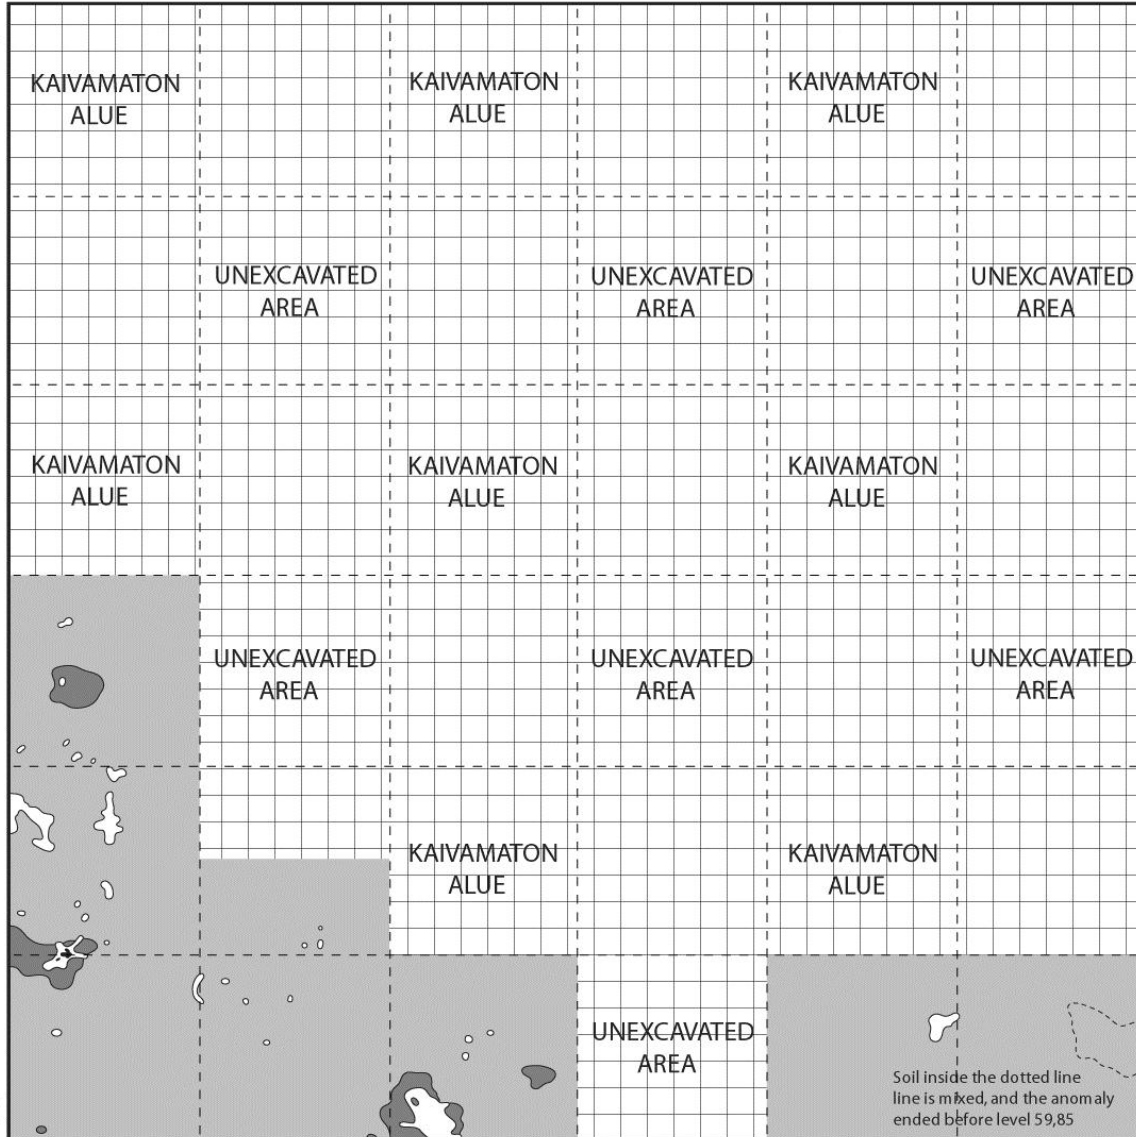 KAIVAMATON
ALUE
KAIVAMATON
ALUE
KAIVAMATON
ALUE
UNEXCAVATED
AREA
UNEXCAVATED
AREA
UNEXCAVATED
AREA
KAIVAMATON
ALUE
KAIVAMATON
ALUE
KAIVAMATON
ALUE
UNEXCAVATED
AREA
UNEXCAVATED
AREA
UNEXCAVATED
AREA
KAIVAMATON
ALUE
KAIVAMATON
ALUE
UNEXCAVATED
AREA
Soil inside the dotted line
line is mixed, and the anomaly
ended before level 59,85